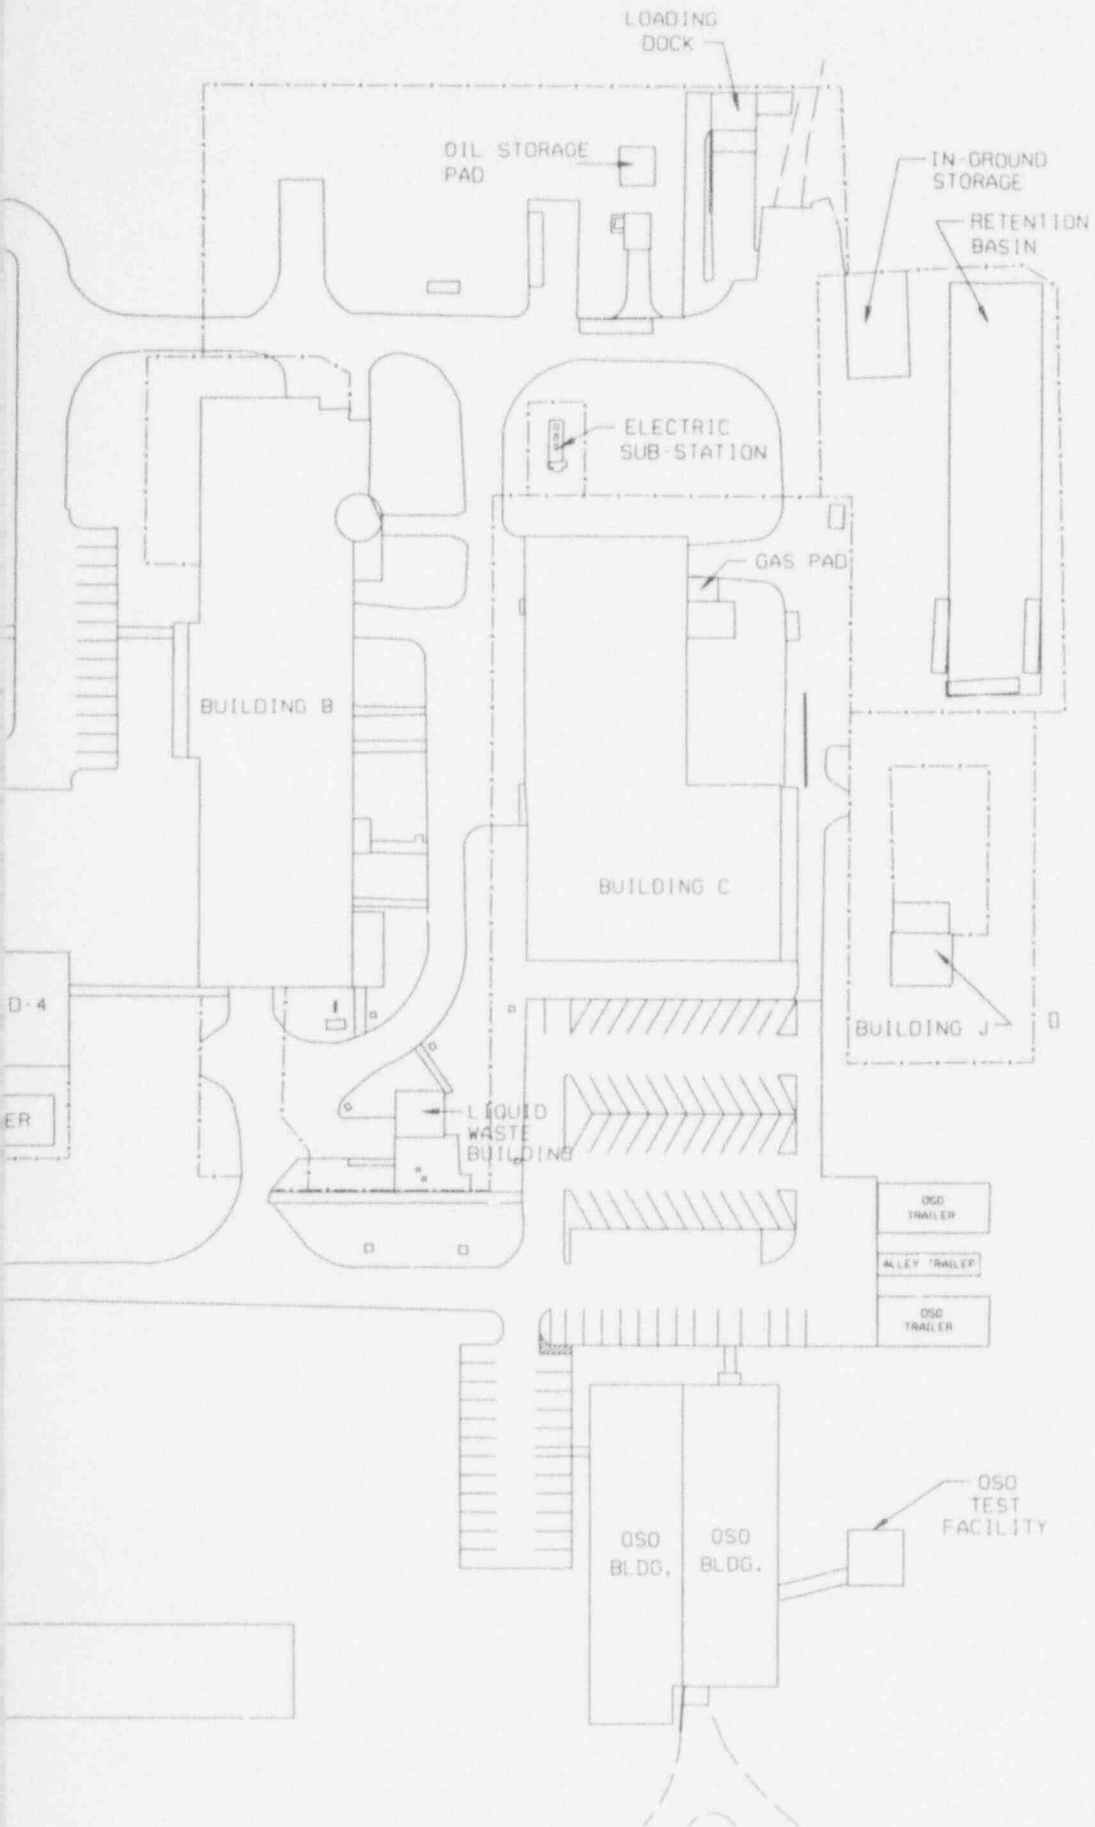 LOADING
DOCK
OIL STORAGE
PAD
IN-GROUND
STORAGE
RETENTION
BASIN
ELECTRIC
SUB-STATION
GAS PAD
BUILDING B
BUILDING C
D-4
BUILDING J
ER
LIQUID
WASTE
BUILDING
OSO
TRAILER
ALLEY TRAILER
OSO
TRAILER
OSO
TEST
FACILITY
OSO
BLDG.
OSO
BLDG.